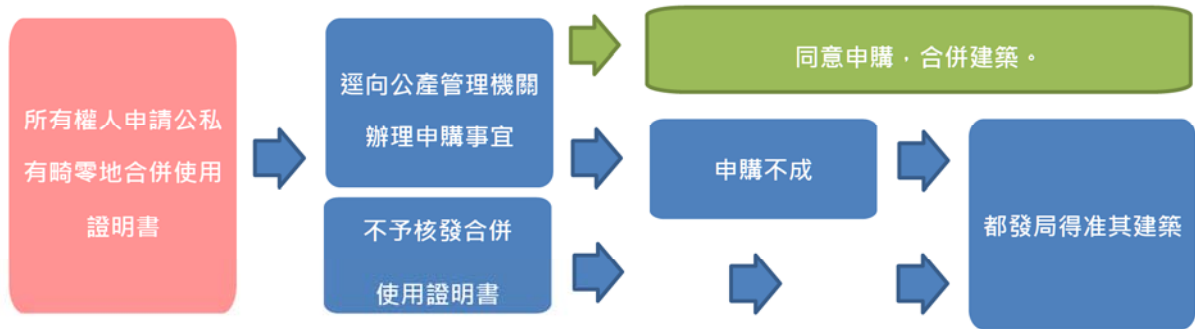 所有權人申請公私
有畸零地合併使用
證明書
逕向公產管理機關
辦理申購事宜
不予核發合併
使用證明書
同意申購，合併建築。
申購不成
都發局得准其建築